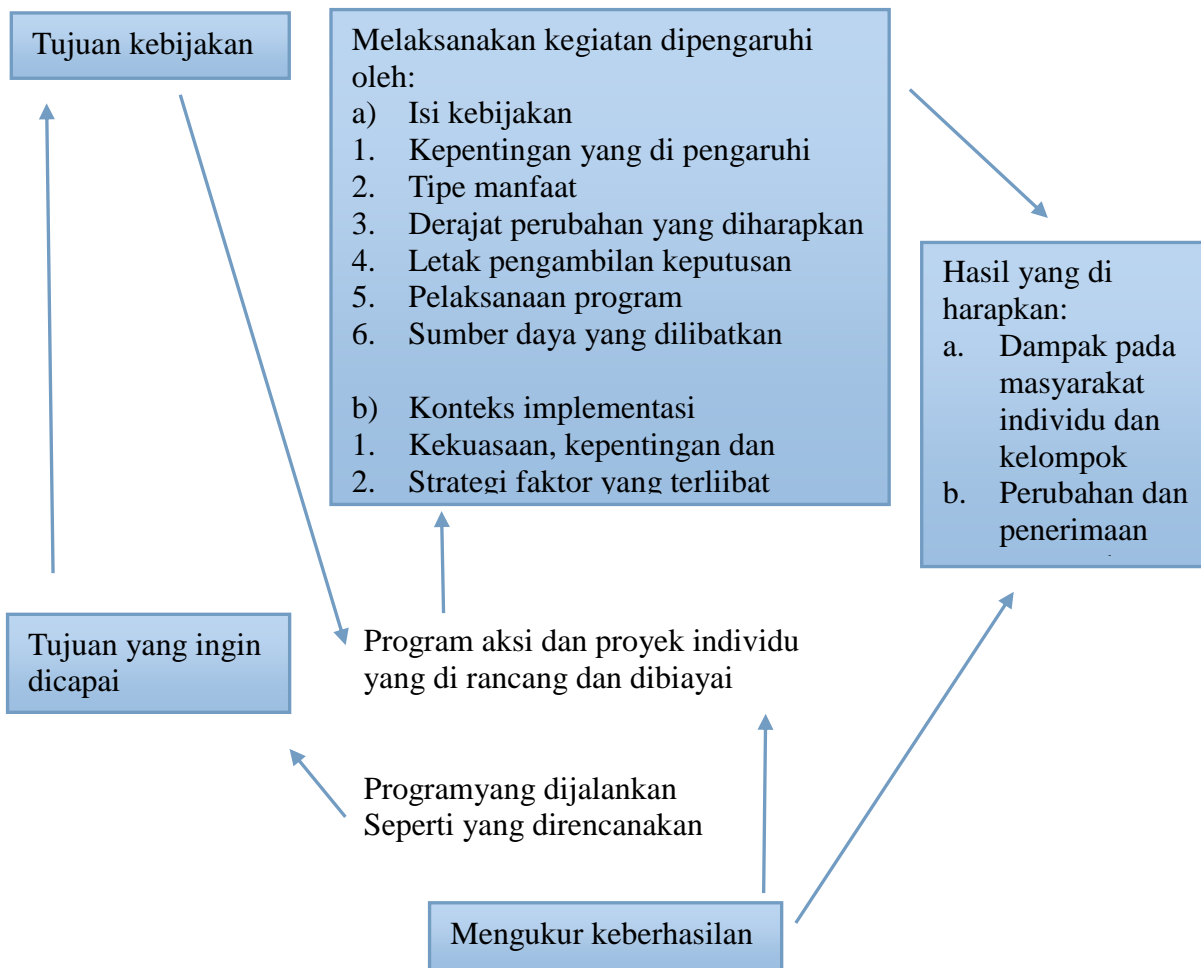 Tujuan kebijakan
Melaksanakan kegiatan dipengaruhi
oleh:
a) Isi kebijakan
1. Kepentingan yang di pengaruhi
2. Tipe manfaat
3. Derajat perubahan yang diharapkan
4. Letak pengambilan keputusan
5. Pelaksanaan program
6. Sumber daya yang dilibatkan
b) Konteks implementasi
1. Kekuasaan, kepentingan dan
2. Strategi faktor yang terliibat
Hasil yang di
harapkan:
a. Dampak pada
masyarakat
individu dan
kelompok
b. Perubahan dan
penerimaan
Tujuan yang ingin
dicapai
Program aksi dan proyek individu
yang di rancang dan dibiayai
Programyang dijalankan
Seperti yang direncanakan
Mengukur keberhasilan